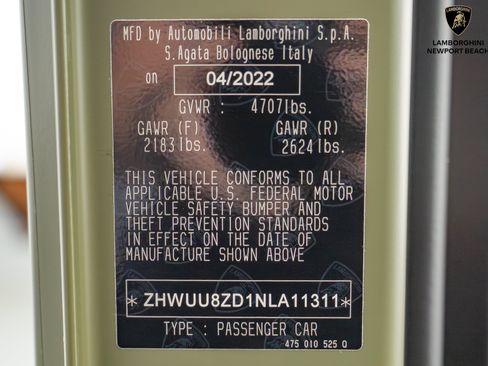 MFD by Automobili Lamborghini S.p.A.
S.Agata Bolognese Italy
on 04/2022
GVWR : 4707lbs.
GAWR (F) GAWR (R)
2183lbs. 2624lbs.
THIS VEHICLE CONFORMS TO ALL
APPLICABLE U.S. FEDERAL MOTOR
VEHICLE SAFETY BUMPER AND
THEFT PREVENTION STANDARDS
IN EFFECT ON THE DATE OF
MANUFACTURE SHOWN ABOVE
*ZHWUU8ZD1NLA11311*
TYPE : PASSENGER CAR
475 010 525 Q
LAMBORGHINI
NEWPORT BEACH